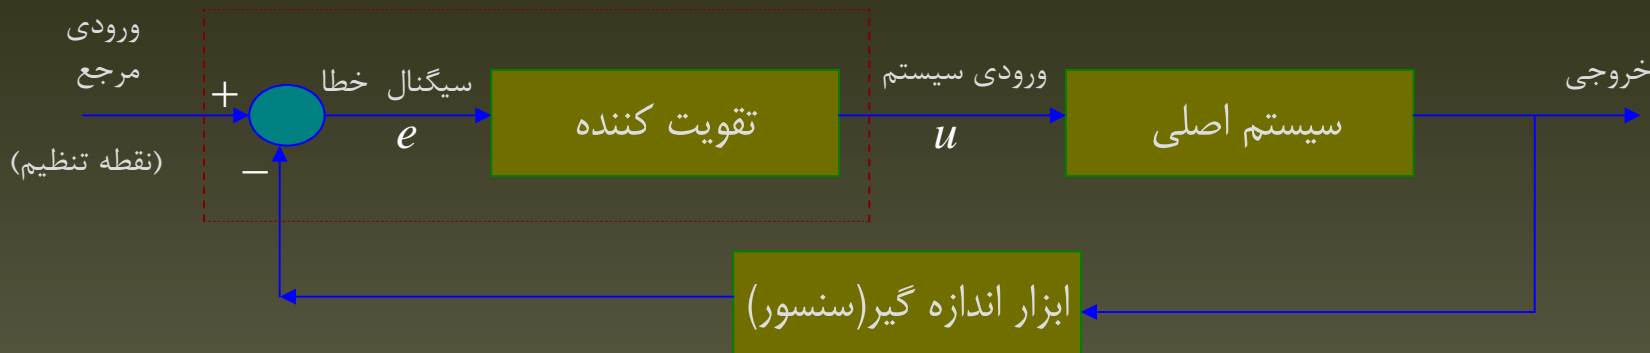 ورودی
مرجع
(نقطه تنظیم)
+
−
سیگنال خطا
e
تقویت کننده
ورودی سیستم
u
سیستم اصلی
خروجی
ابزار اندازه گیر(سنسور)